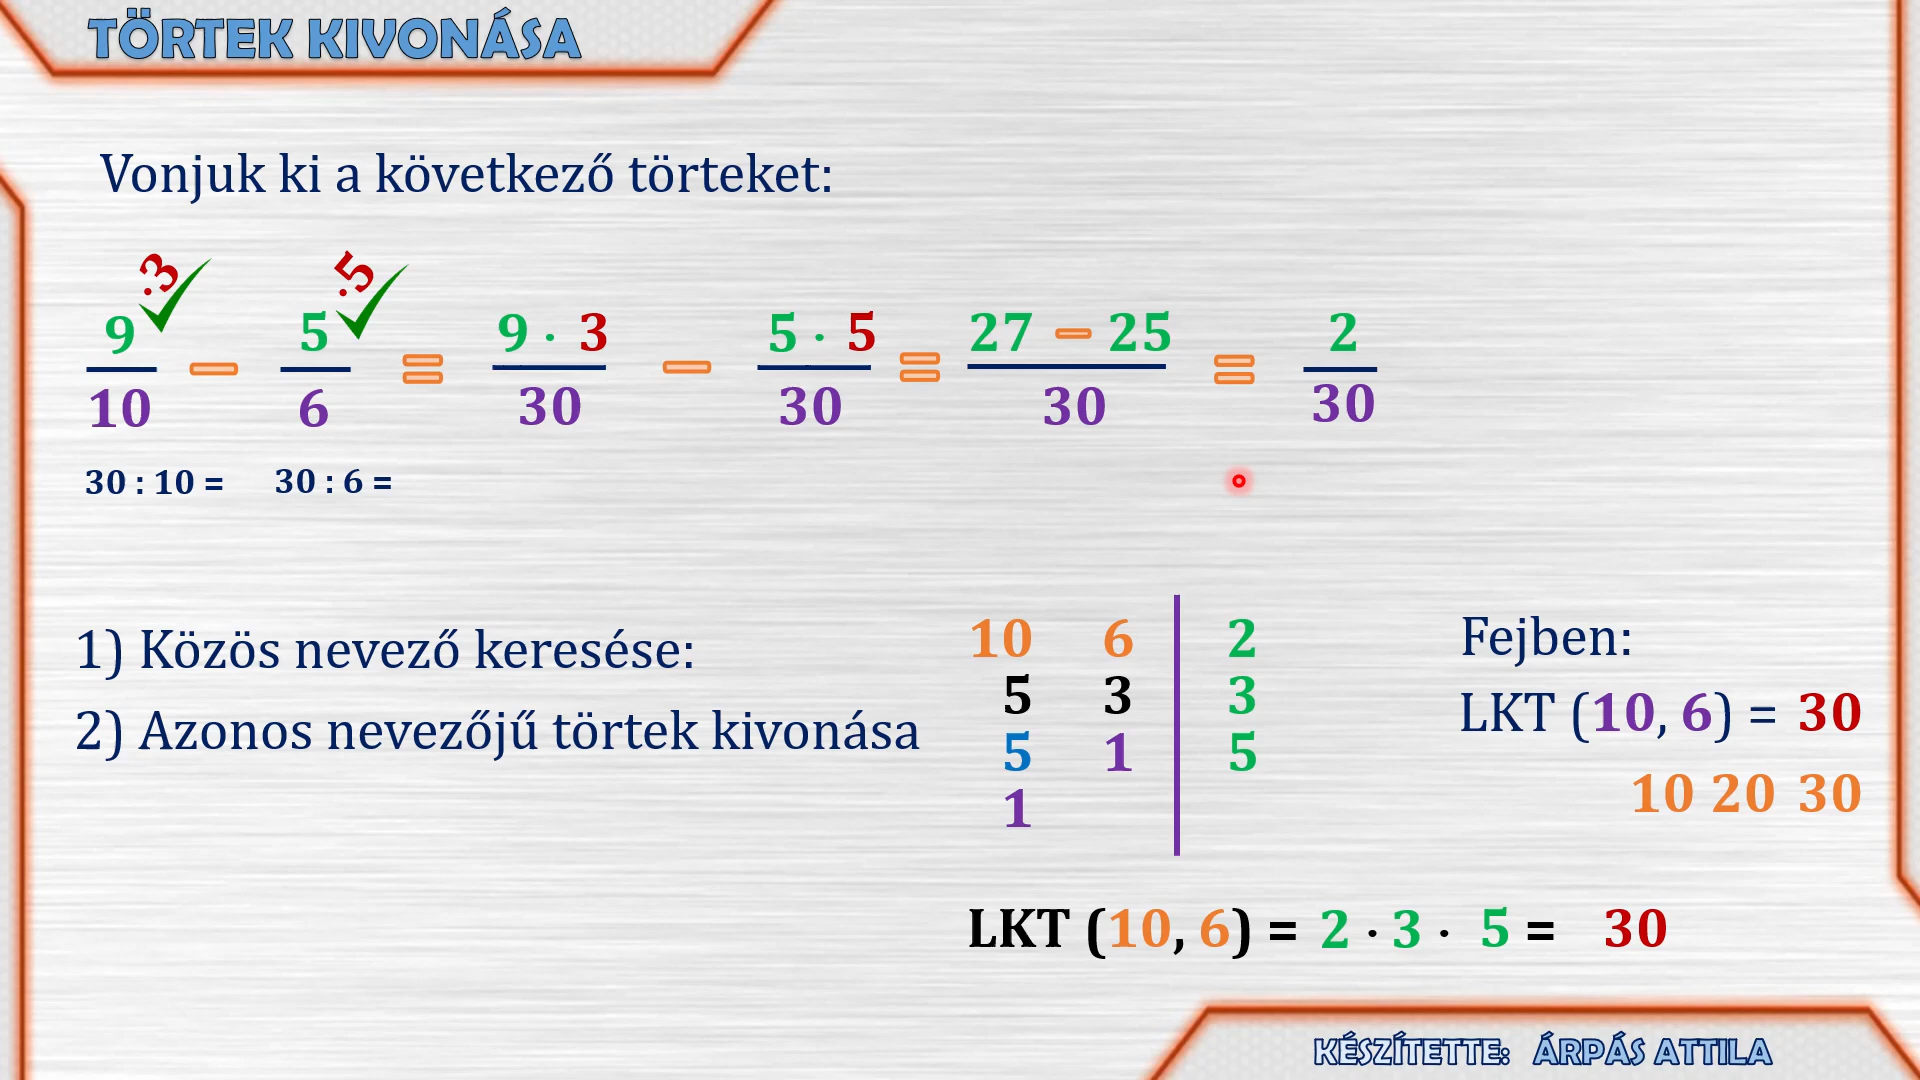 TÖRTEK KIVONÁSA
Vonjuk ki a következő törteket:
·3 ·5
9/10 − 5/6 = 9 · 3/30 − 5 · 5/30 = 27 − 25/30 = 2/30
30 : 10 = 30 : 6 =
1) Közös nevező keresése:
2) Azonos nevezőjű törtek kivonása
10 6 | 2
5 3 | 3
5 1 | 5
1 |
Fejben:
LKT (10, 6) = 30
10 20 30
LKT (10, 6) = 2 · 3 · 5 = 30
KÉSZÍTETTE: ÁRPÁS ATTILA